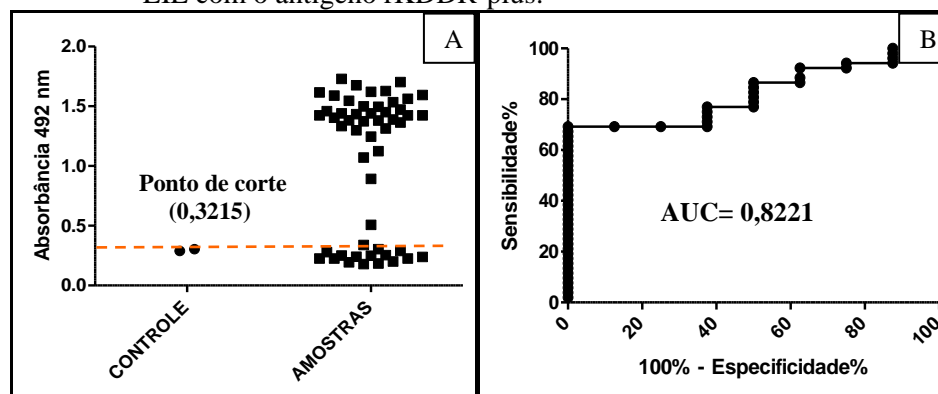 EIE com o antígeno rKDDR-plus.
A
2.0
1.5
1.0
0.5
0.0
Absorbância 492 nm
Ponto de corte
(0,3215)
CONTROLE
AMOSTRAS
B
100
80
60
40
20
0
Sensibilidade%
AUC= 0,8221
0
20
40
60
80
100
100% - Especificidade%